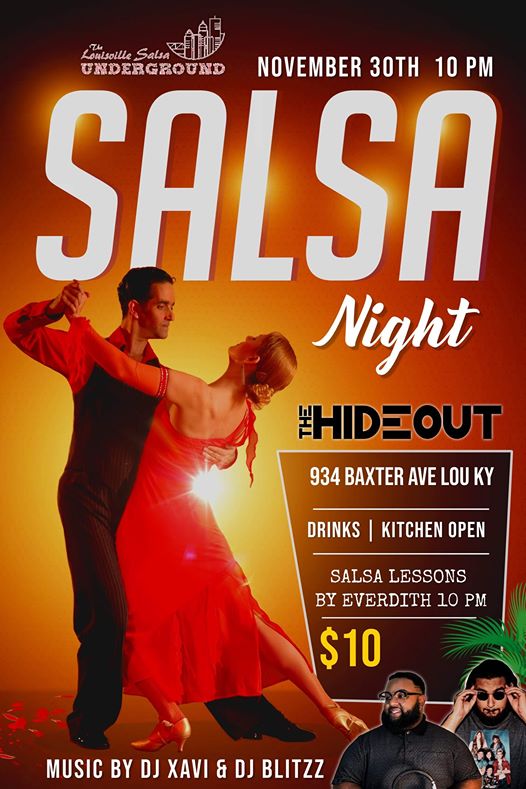 The
Louisville Salsa
UNDERGROUND
NOVEMBER 30TH 10 PM
SALSA
Night
THE HIDEOUT
934 BAXTER AVE LOU KY
DRINKS | KITCHEN OPEN
SALSA LESSONS
BY EVERDITH 10 PM
$10
MUSIC BY DJ XAVI & DJ BLITZZ